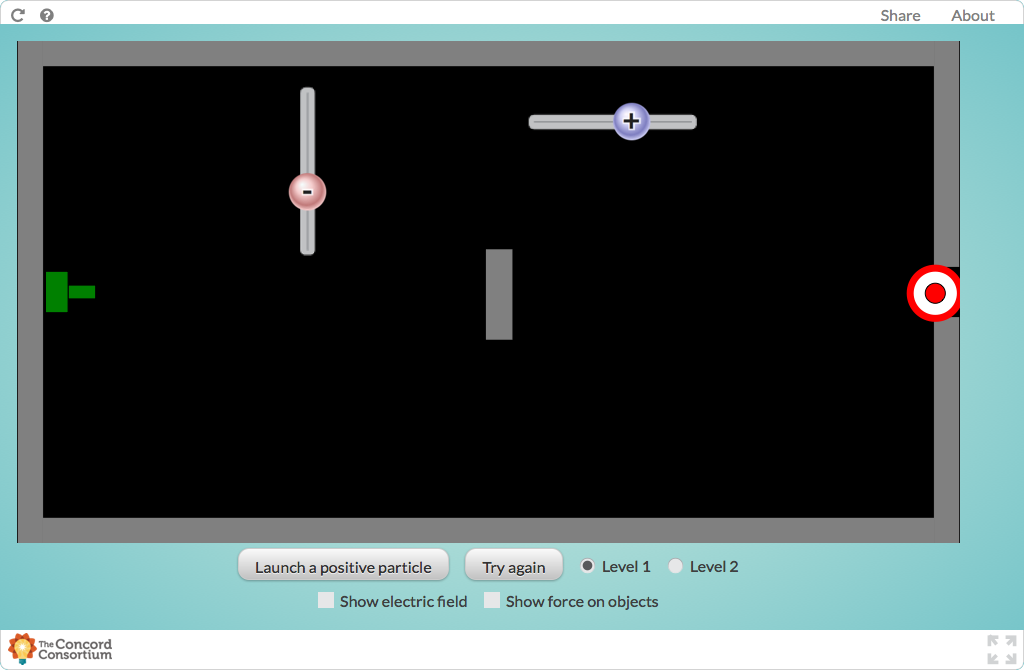 Share About
-
+
Launch a positive particle Try again Level 1 Level 2
Show electric field Show force on objects
The Concord
Consortium